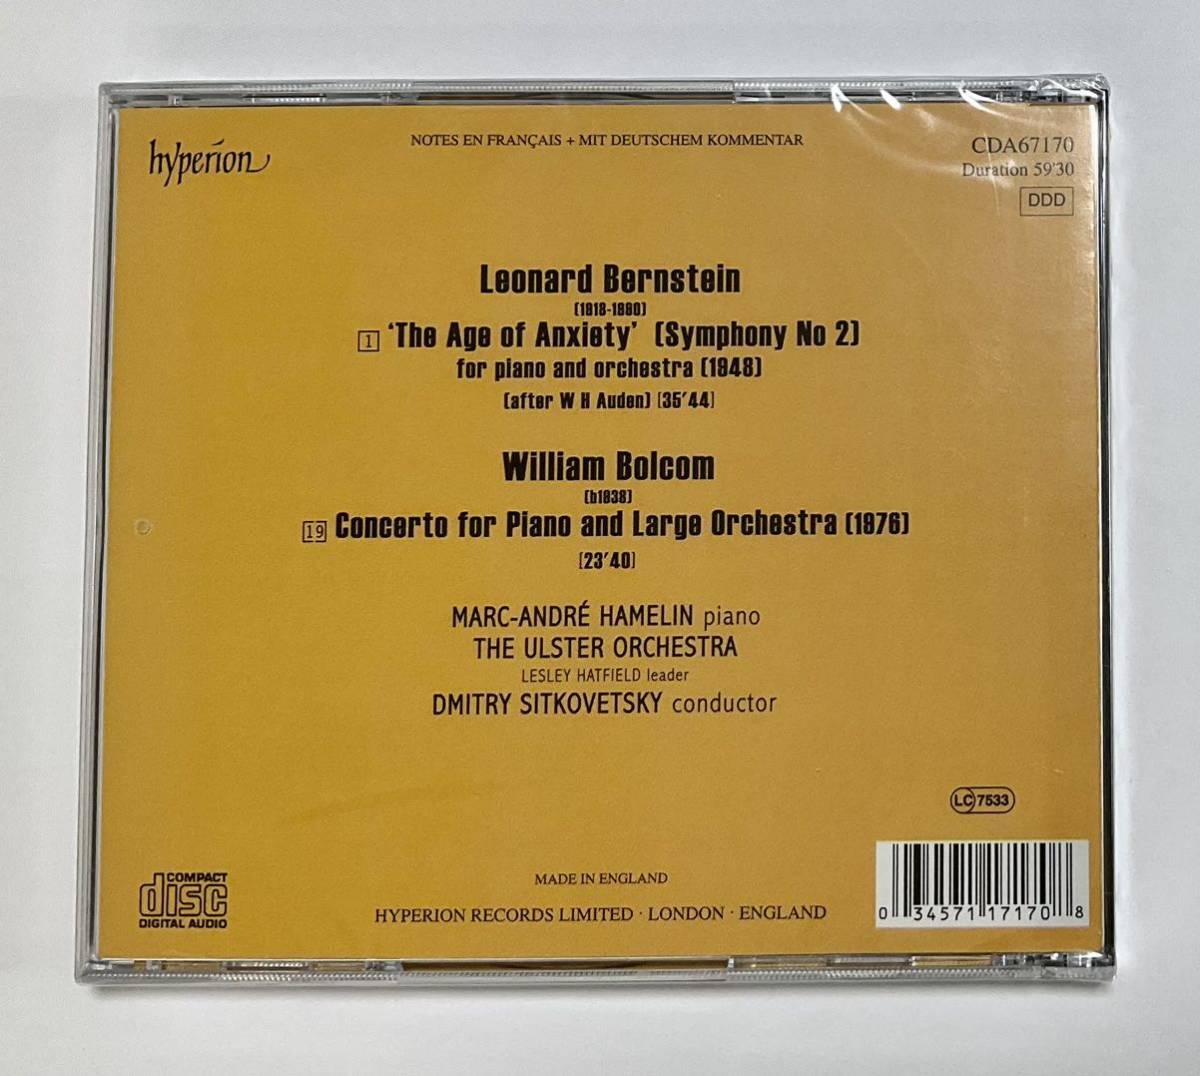 hyperion
NOTES EN FRANÇAIS + MIT DEUTSCHEM KOMMENTAR
CDA67170
Duration 59'30
DDD
Leonard Bernstein
(1918-1990)
1 'The Age of Anxiety' (Symphony No 2)
for piano and orchestra (1948)
(after W H Auden) [35'44]
William Bolcom
(b1938)
19 Concerto for Piano and Large Orchestra (1976)
[23'40]
MARC-ANDRÉ HAMELIN piano
THE ULSTER ORCHESTRA
LESLEY HATFIELD leader
DMITRY SITKOVETSKY conductor
LC 7533
COMPACT
disc
DIGITAL AUDIO
MADE IN ENGLAND
HYPERION RECORDS LIMITED · LONDON · ENGLAND
0 34571 17170 8